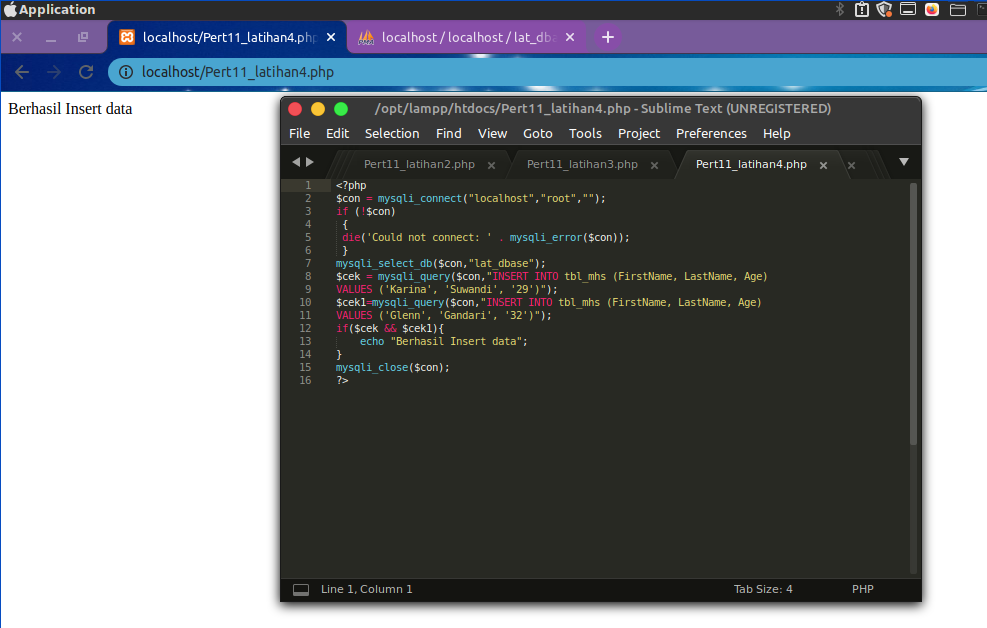 Application
localhost/Pert11_latihan4.php
localhost / localhost / lat_dba
localhost/Pert11_latihan4.php
Berhasil Insert data
/opt/lampp/htdocs/Pert11_latihan4.php - Sublime Text (UNREGISTERED)
File Edit Selection Find View Goto Tools Project Preferences Help
Pert11_latihan2.php Pert11_latihan3.php Pert11_latihan4.php
1 <?php
2 $con = mysqli_connect("localhost","root","");
3 if (!$con)
4 {
5 die('Could not connect: ' . mysqli_error($con));
6 }
7 mysqli_select_db($con,"lat_dbase");
8 $cek = mysqli_query($con,"INSERT INTO tbl_mhs (FirstName, LastName, Age)
9 VALUES ('Karina', 'Suwandi', '29')");
10 $cek1=mysqli_query($con,"INSERT INTO tbl_mhs (FirstName, LastName, Age)
11 VALUES ('Glenn', 'Gandari', '32')");
12 if($cek && $cek1){
13 echo "Berhasil Insert data";
14 }
15 mysqli_close($con);
16 ?>
Line 1, Column 1 Tab Size: 4 PHP